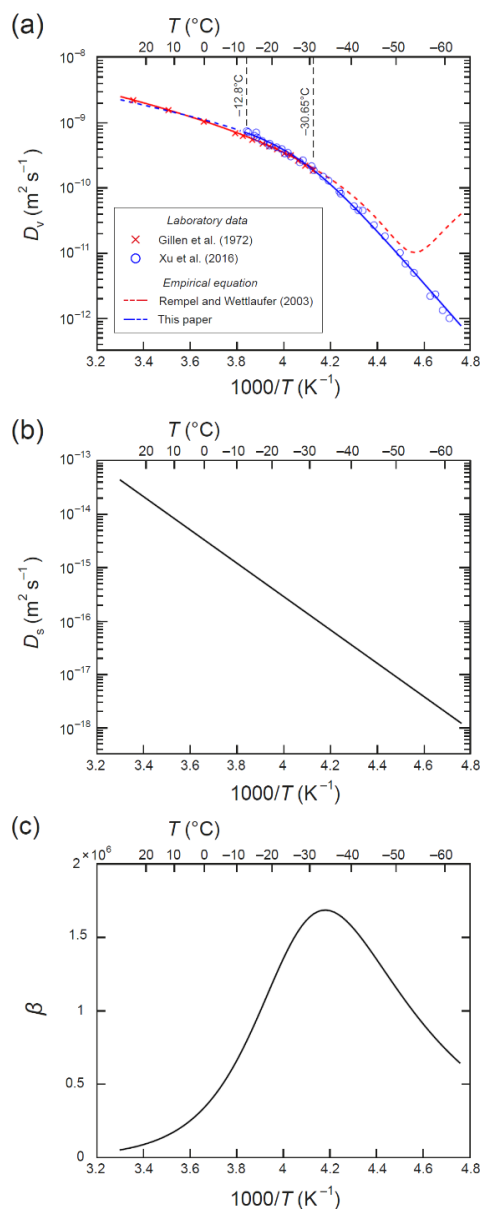 (a)
T (°C)
20 10 0 −10 −20 −30 −40 −50 −60
−12.8°C
−30.65°C
10⁻⁸
10⁻⁹
10⁻¹⁰
10⁻¹¹
10⁻¹²
Dᵥ (m² s⁻¹)
Laboratory data
Gillen et al. (1972)
Xu et al. (2016)
Empirical equation
Rempel and Wettlaufer (2003)
This paper
3.2 3.4 3.6 3.8 4 4.2 4.4 4.6 4.8
1000/T (K⁻¹)
(b)
T (°C)
20 10 0 −10 −20 −30 −40 −50 −60
10⁻¹³
10⁻¹⁴
10⁻¹⁵
10⁻¹⁶
10⁻¹⁷
10⁻¹⁸
Dₛ (m² s⁻¹)
3.2 3.4 3.6 3.8 4 4.2 4.4 4.6 4.8
1000/T (K⁻¹)
(c)
T (°C)
20 10 0 −10 −20 −30 −40 −50 −60
2 × 10⁶
1.5
1
0.5
0
β
3.2 3.4 3.6 3.8 4 4.2 4.4 4.6 4.8
1000/T (K⁻¹)